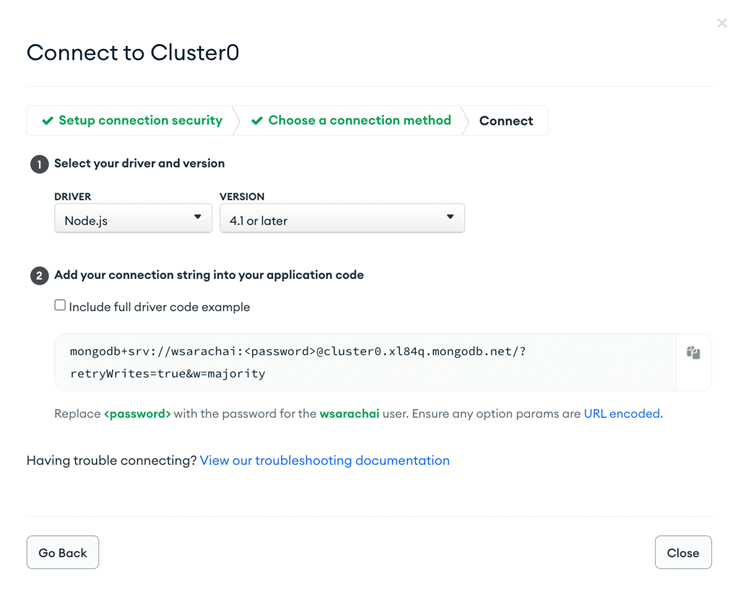 Connect to Cluster0
Setup connection security Choose a connection method Connect
1 Select your driver and version
DRIVER VERSION
Node.js 4.1 or later
2 Add your connection string into your application code
Include full driver code example
mongodb+srv://wsarachai:<password>@cluster0.xl84q.mongodb.net/?
retryWrites=true&w=majority
Replace <password> with the password for the wsarachai user. Ensure any option params are URL encoded.
Having trouble connecting? View our troubleshooting documentation
Go Back Close